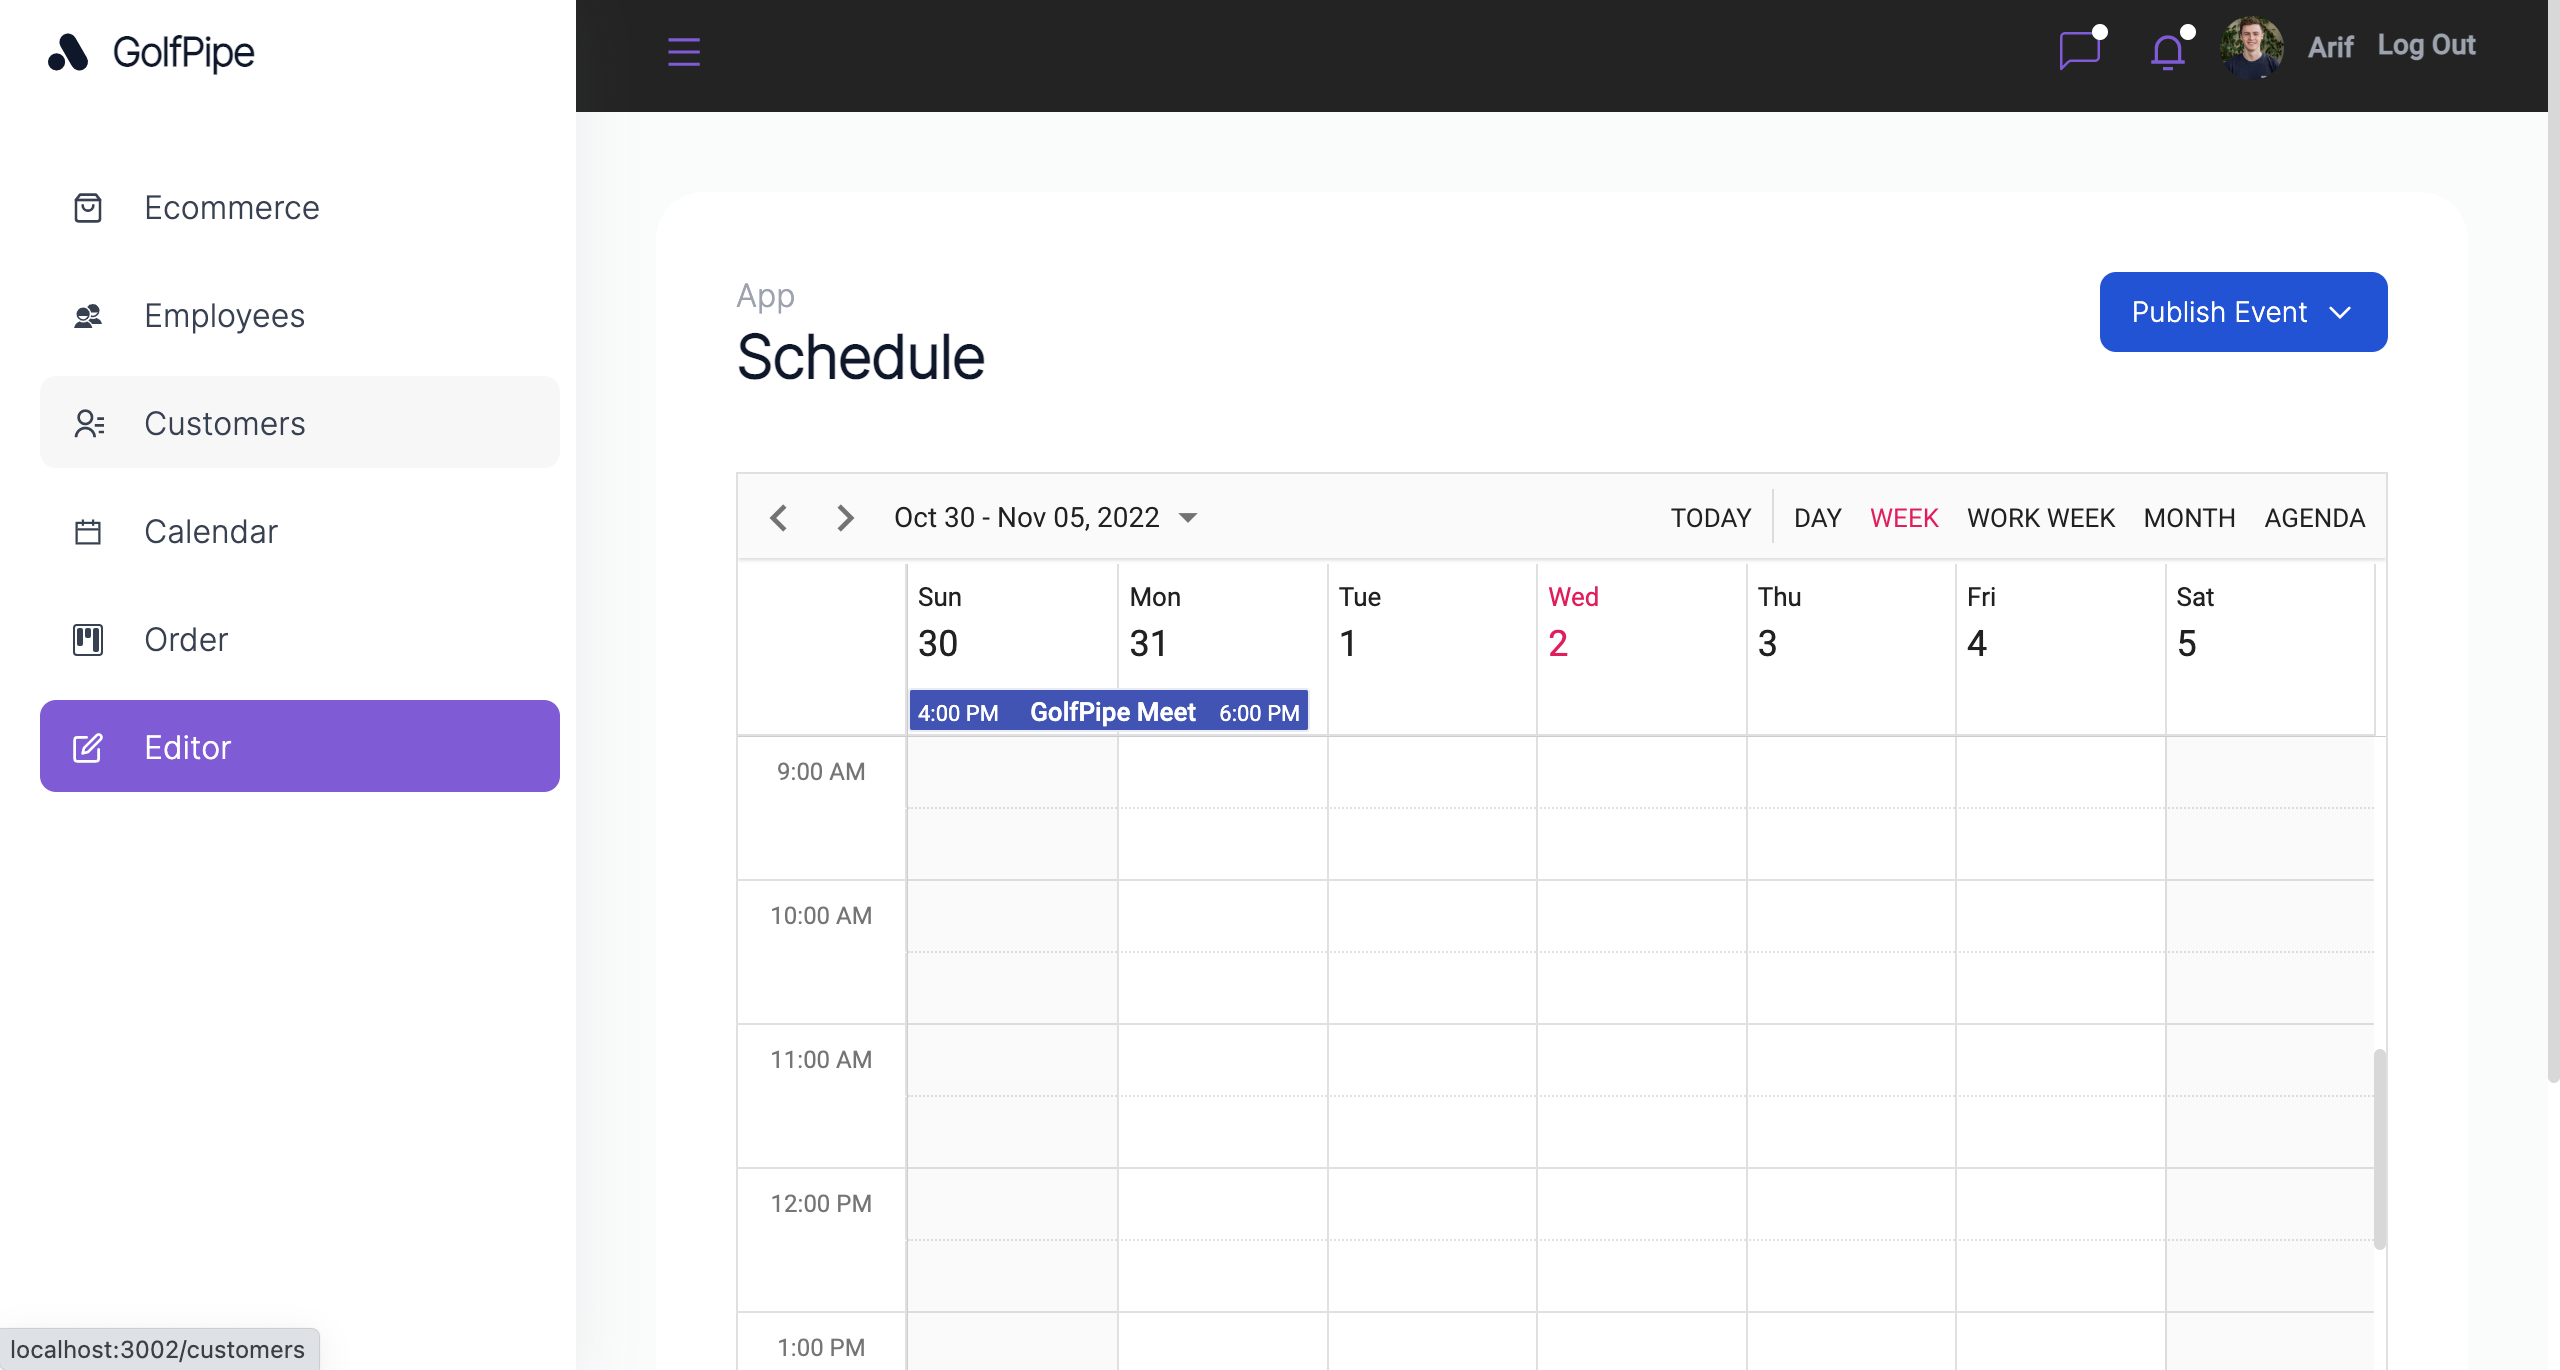 GolfPipe
Ecommerce
Employees
Customers
Calendar
Order
Editor
localhost:3002/customers
Arif
Log Out
App
Schedule
Publish Event
Oct 30 - Nov 05, 2022
TODAY DAY WEEK WORK WEEK MONTH AGENDA
Sun Mon Tue Wed Thu Fri Sat
30 31 1 2 3 4 5
4:00 PM GolfPipe Meet 6:00 PM
9:00 AM
10:00 AM
11:00 AM
12:00 PM
1:00 PM